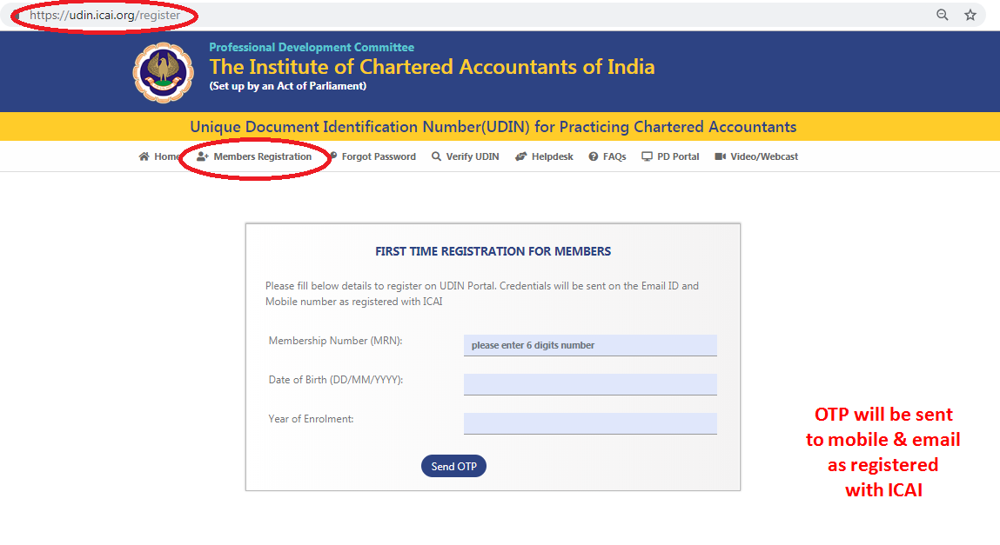 https://udin.icai.org/register
Professional Development Committee
The Institute of Chartered Accountants of India
(Set up by an Act of Parliament)
Unique Document Identification Number(UDIN) for Practicing Chartered Accountants
Home Members Registration Forgot Password Verify UDIN Helpdesk FAQs PD Portal Video/Webcast
FIRST TIME REGISTRATION FOR MEMBERS
Please fill below details to register on UDIN Portal. Credentials will be sent on the Email ID and
Mobile number as registered with ICAI
Membership Number (MRN): please enter 6 digits number
Date of Birth (DD/MM/YYYY):
Year of Enrolment:
Send OTP
OTP will be sent
to mobile & email
as registered
with ICAI